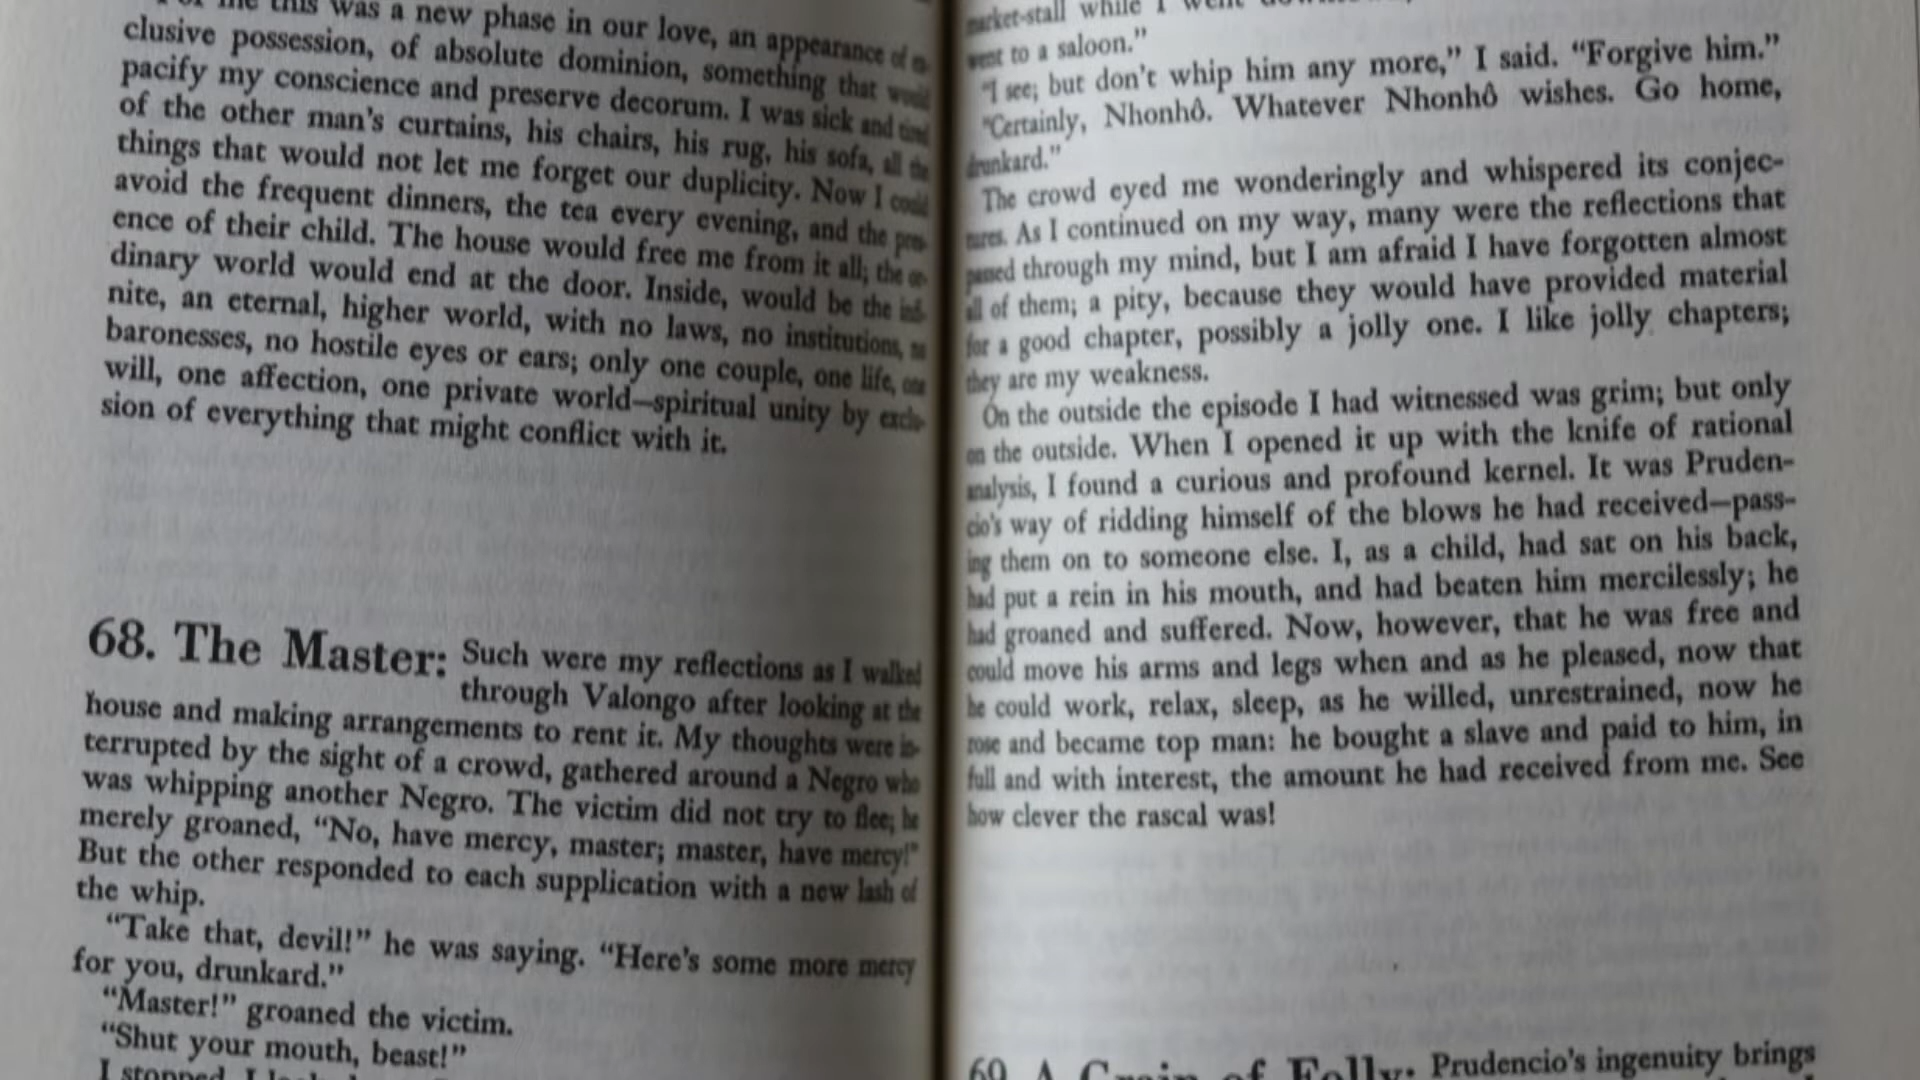 me this was a new phase in our love, an appearance of
clusive possession, of absolute dominion, something that would
pacify my conscience and preserve decorum. I was sick and tired
of the other man's curtains, his chairs, his rug, his sofa, all the
things that would not let me forget our duplicity. Now I could
avoid the frequent dinners, the tea every evening, and the pres-
ence of their child. The house would free me from it all; the or-
dinary world would end at the door. Inside, would be the infi-
nite, an eternal, higher world, with no laws, no institutions, no
baronesses, no hostile eyes or ears; only one couple, one life, one
will, one affection, one private world—spiritual unity by exclu-
sion of everything that might conflict with it.
68. The Master: Such were my reflections as I walked
through Valongo after looking at the
house and making arrangements to rent it. My thoughts were in-
terrupted by the sight of a crowd, gathered around a Negro who
was whipping another Negro. The victim did not try to flee; he
merely groaned, "No, have mercy, master; master, have mercy!"
But the other responded to each supplication with a new lash of
the whip.
"Take that, devil!" he was saying. "Here's some more mercy
for you, drunkard."
"Master!" groaned the victim.
"Shut your mouth, beast!"
I stopped. I
market-stall while I went
went to a saloon."
"I see; but don't whip him any more," I said. "Forgive him."
"Certainly, Nhonhô. Whatever Nhonhô wishes. Go home,
drunkard."
The crowd eyed me wonderingly and whispered its conjec-
tures. As I continued on my way, many were the reflections that
passed through my mind, but I am afraid I have forgotten almost
all of them; a pity, because they would have provided material
for a good chapter, possibly a jolly one. I like jolly chapters;
they are my weakness.
On the outside the episode I had witnessed was grim; but only
on the outside. When I opened it up with the knife of rational
analysis, I found a curious and profound kernel. It was Pruden-
cio's way of ridding himself of the blows he had received—pass-
ing them on to someone else. I, as a child, had sat on his back,
had put a rein in his mouth, and had beaten him mercilessly; he
had groaned and suffered. Now, however, that he was free and
could move his arms and legs when and as he pleased, now that
he could work, relax, sleep, as he willed, unrestrained, now he
rose and became top man: he bought a slave and paid to him, in
full and with interest, the amount he had received from me. See
how clever the rascal was!
69. A Grain of Folly: Prudencio's ingenuity brings